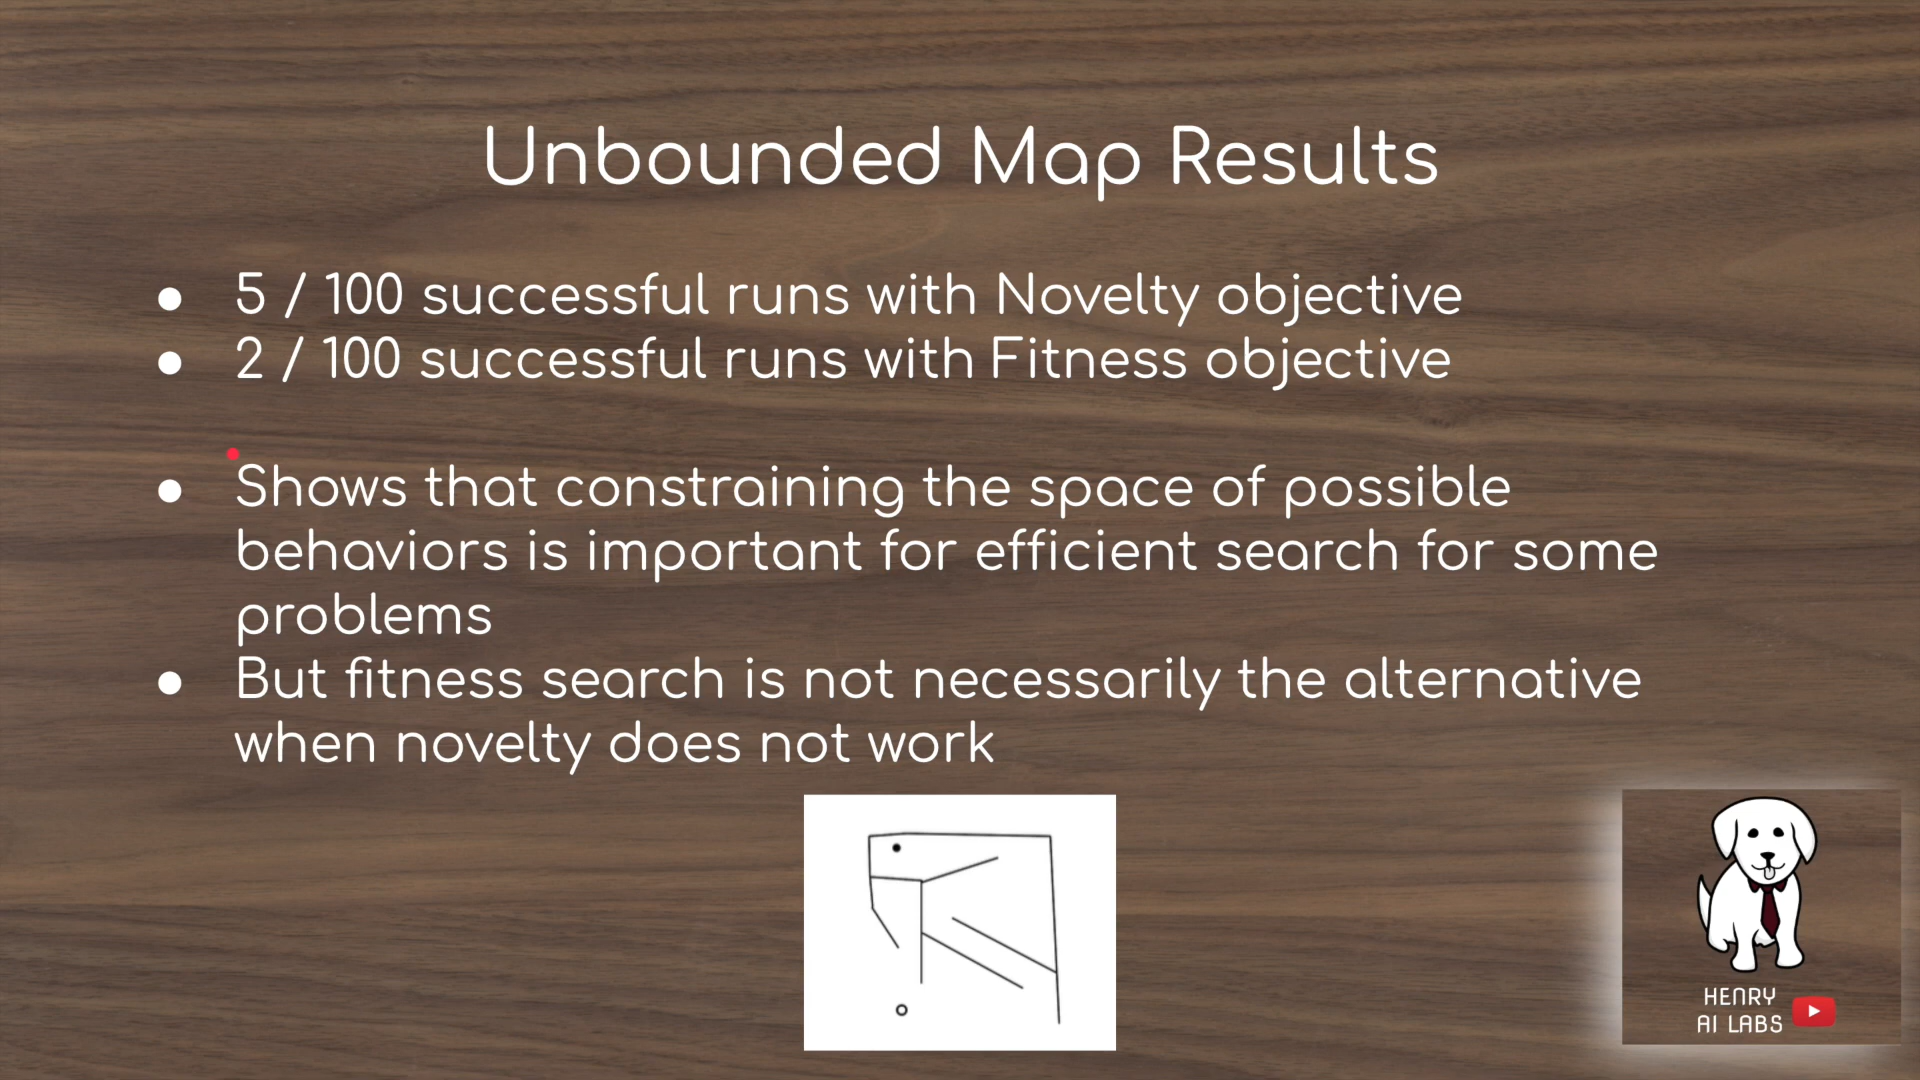 Unbounded Map Results
● 5 / 100 successful runs with Novelty objective
● 2 / 100 successful runs with Fitness objective
● Shows that constraining the space of possible
behaviors is important for efficient search for some
problems
● But fitness search is not necessarily the alternative
when novelty does not work
HENRY
AI LABS